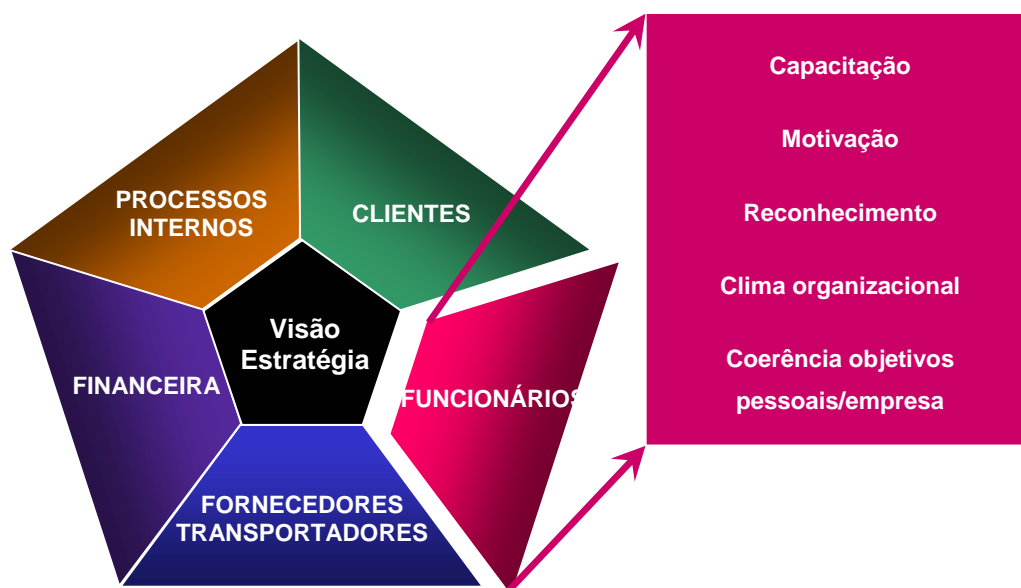 PROCESSOS
INTERNOS
CLIENTES
Visão
Estratégia
FINANCEIRA
FUNCIONÁRIOS
FORNECEDORES
TRANSPORTADORES
Capacitação
Motivação
Reconhecimento
Clima organizacional
Coerência objetivos
pessoais/empresa